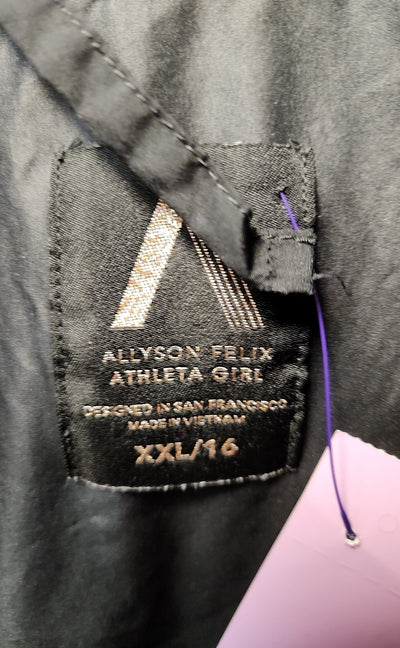 ALLYSON FELIX
ATHLETA GIRL
DESIGNED IN SAN FRANCISCO
MADE IN VIETNAM
XXL/16